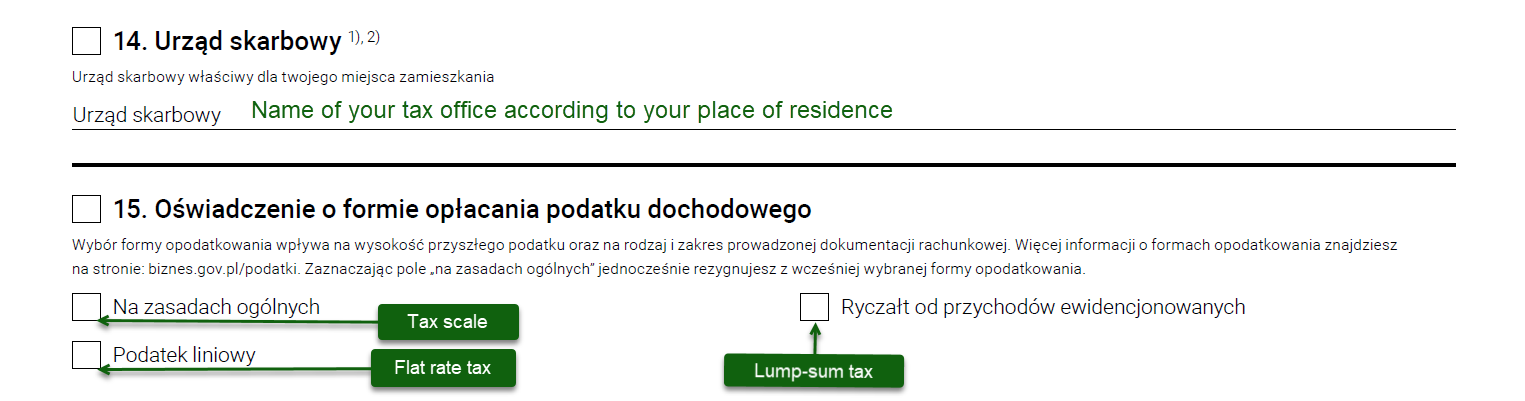 14. Urząd skarbowy 1), 2)
Urząd skarbowy właściwy dla twojego miejsca zamieszkania
Urząd skarbowy Name of your tax office according to your place of residence
15. Oświadczenie o formie opłacania podatku dochodowego
Wybór formy opodatkowania wpływa na wysokość przyszłego podatku oraz na rodzaj i zakres prowadzonej dokumentacji rachunkowej. Więcej informacji o formach opodatkowania znajdziesz
na stronie: biznes.gov.pl/podatki. Zaznaczając pole „na zasadach ogólnych” jednocześnie rezygnujesz z wcześniej wybranej formy opodatkowania.
Na zasadach ogólnych
Tax scale
Ryczałt od przychodów ewidencjonowanych
Podatek liniowy
Flat rate tax
Lump-sum tax